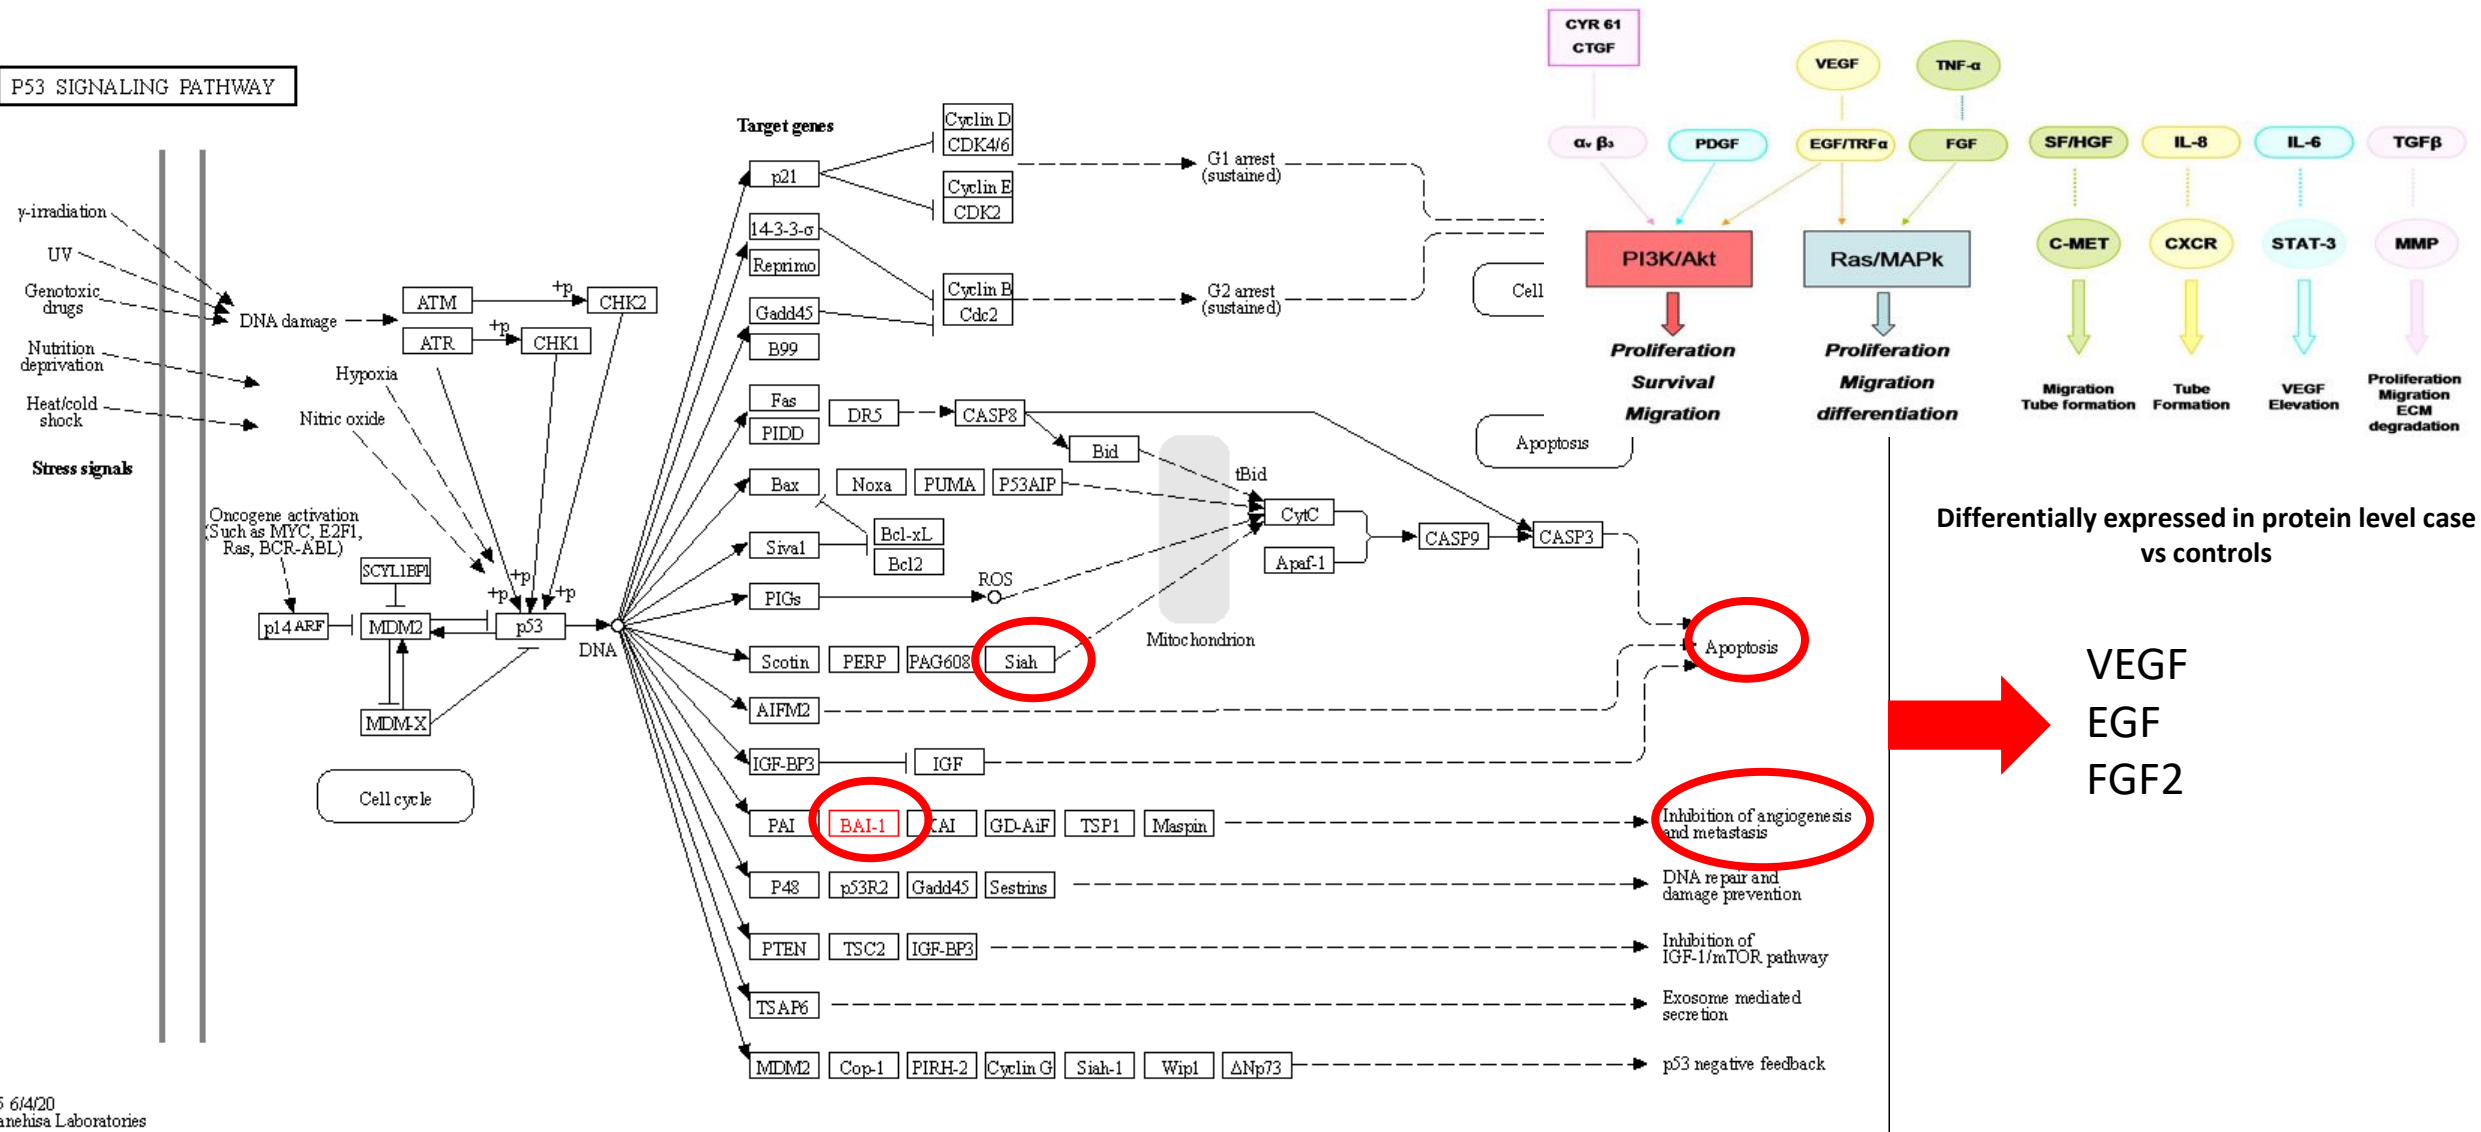 P53 SIGNALING PATHWAY
γ-irradiation
UV
Genotoxic
drugs
Nutrition
deprivation
Heat/cold
shock
Stress signals
DNA damage
ATM
+p
CHK2
ATR
+p
CHK1
Hypoxia
Nitric oxide
Oncogene activation
(Such as MYC, E2F1,
Ras, BCR-ABL)
SCYL1BP1
p14ARF
MDM2
+p
+p
+p
p53
DNA
MDM-X
Cell cycle
Target genes
p21
Cyclin D
CDK4/6
Cyclin E
CDK2
G1 arrest
(sustained)
14-3-3-σ
Reprimo
Gadd45
B99
Cyclin B
Cdc2
G2 arrest
(sustained)
Cell
Fas
PIDD
DR5
CASP8
Bid
tBid
Mitochondrion
Bax
Noxa
PUMA
P53AIP
CytC
Apaf-1
CASP9
CASP3
Apoptosis
Siva1
Bcl-xL
Bcl2
PIGs
ROS
Scotin
PERP
PAG608
Siah
Apoptosis
AIFM2
IGF-BP3
IGF
PAI
BAI-1
KAI
GD-AiF
TSP1
Maspin
Inhibition of angiogenesis
and metastasis
P48
p53R2
Gadd45
Sestrins
DNA repair and
damage prevention
PTEN
TSC2
IGF-BP3
Inhibition of
IGF-1/mTOR pathway
TSAP6
Exosome mediated
secretion
MDM2
Cop-1
PIRH-2
Cyclin G
Siah-1
Wip1
ΔNp73
p53 negative feedback
6/4/20
anehisa Laboratories
CYR 61
CTGF
VEGF
TNF-α
αv β3
PDGF
EGF/TRFα
FGF
SF/HGF
IL-8
IL-6
TGFβ
PI3K/Akt
Ras/MAPk
C-MET
CXCR
STAT-3
MMP
Proliferation
Survival
Migration
Proliferation
Migration
differentiation
Migration
Tube formation
Tube
Formation
VEGF
Elevation
Proliferation
Migration
ECM
degradation
Differentially expressed in protein level case
vs controls
VEGF
EGF
FGF2